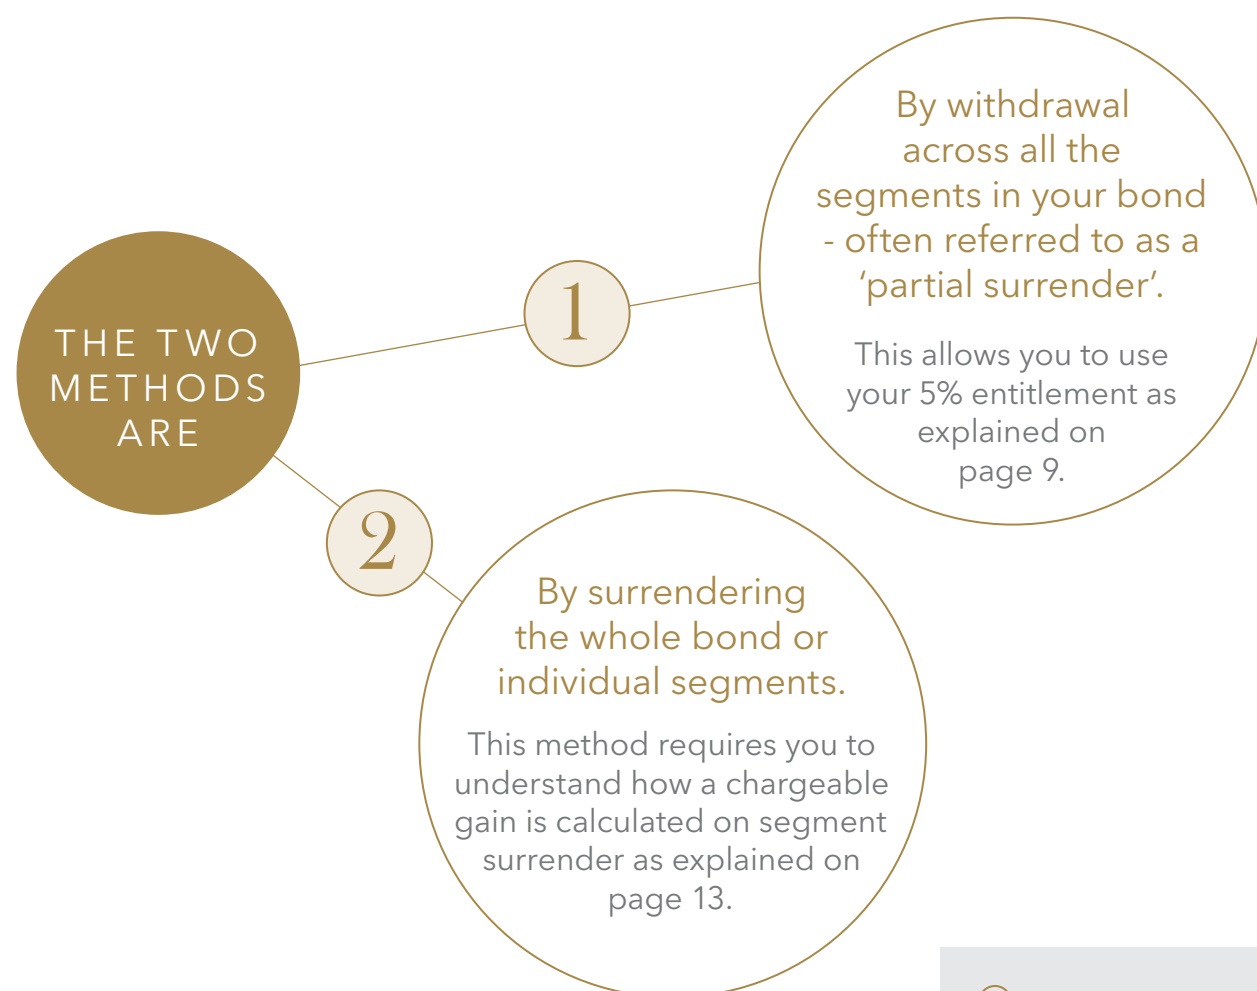 THE TWO
METHODS
ARE
1
By withdrawal
across all the
segments in your bond
- often referred to as a
‘partial surrender’.
This allows you to use
your 5% entitlement as
explained on
page 9.
2
By surrendering
the whole bond or
individual segments.
This method requires you to
understand how a chargeable
gain is calculated on segment
surrender as explained on
page 13.